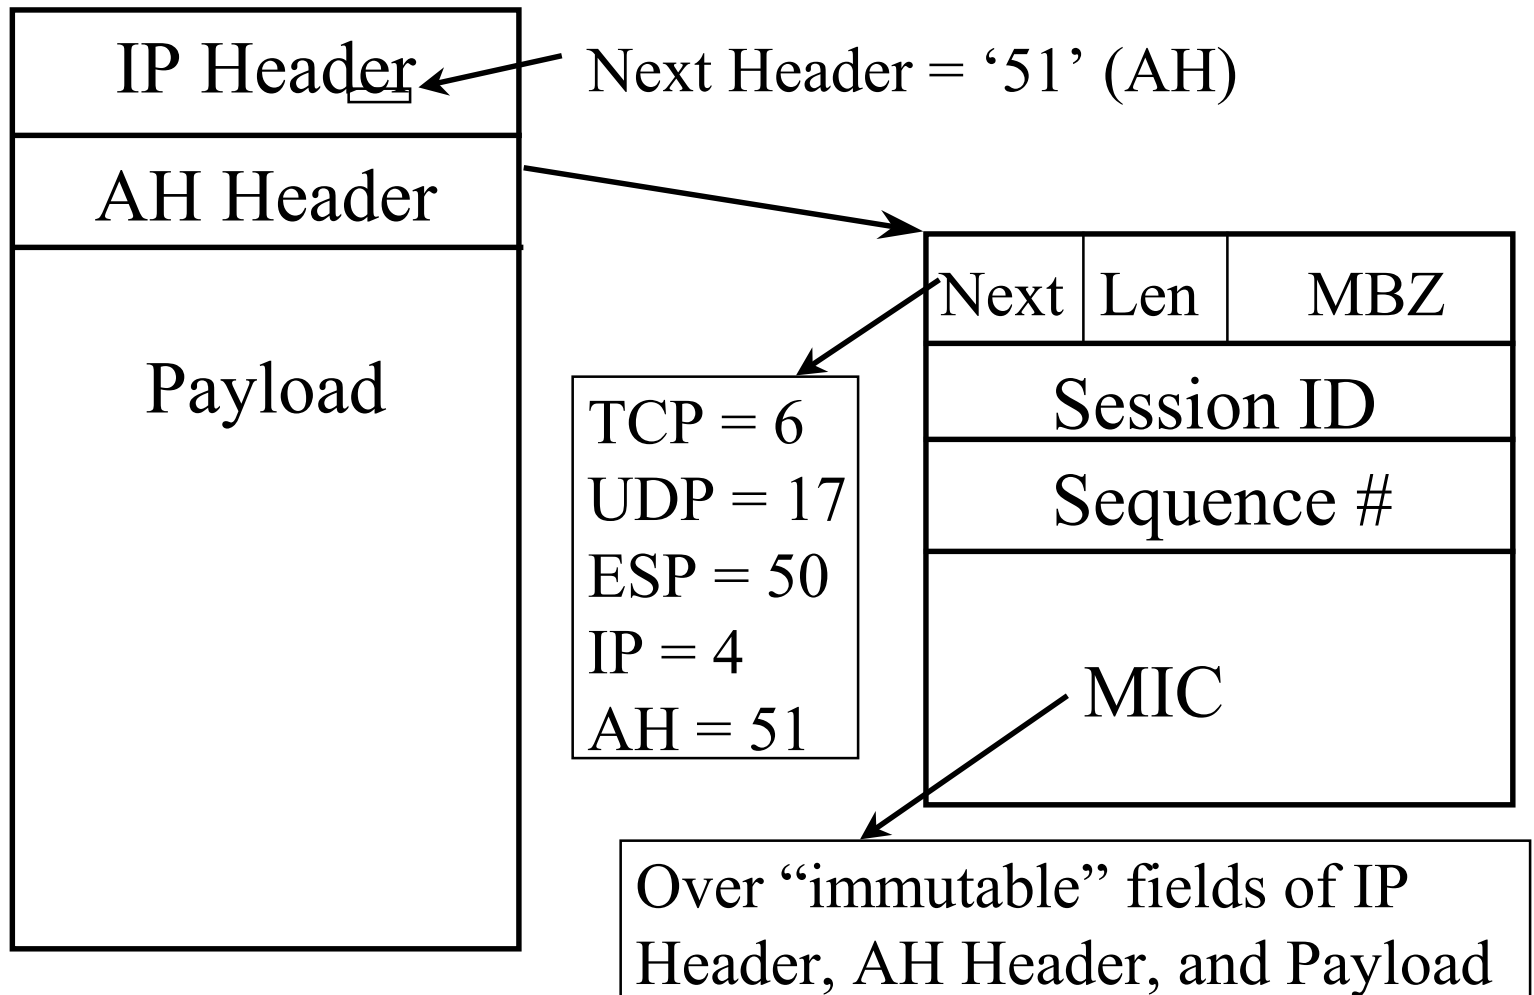 IP Header
Next Header = ‘51’ (AH)
AH Header
Payload
Next Len MBZ
Session ID
Sequence #
MIC
TCP = 6
UDP = 17
ESP = 50
IP = 4
AH = 51
Over “immutable” fields of IP
Header, AH Header, and Payload